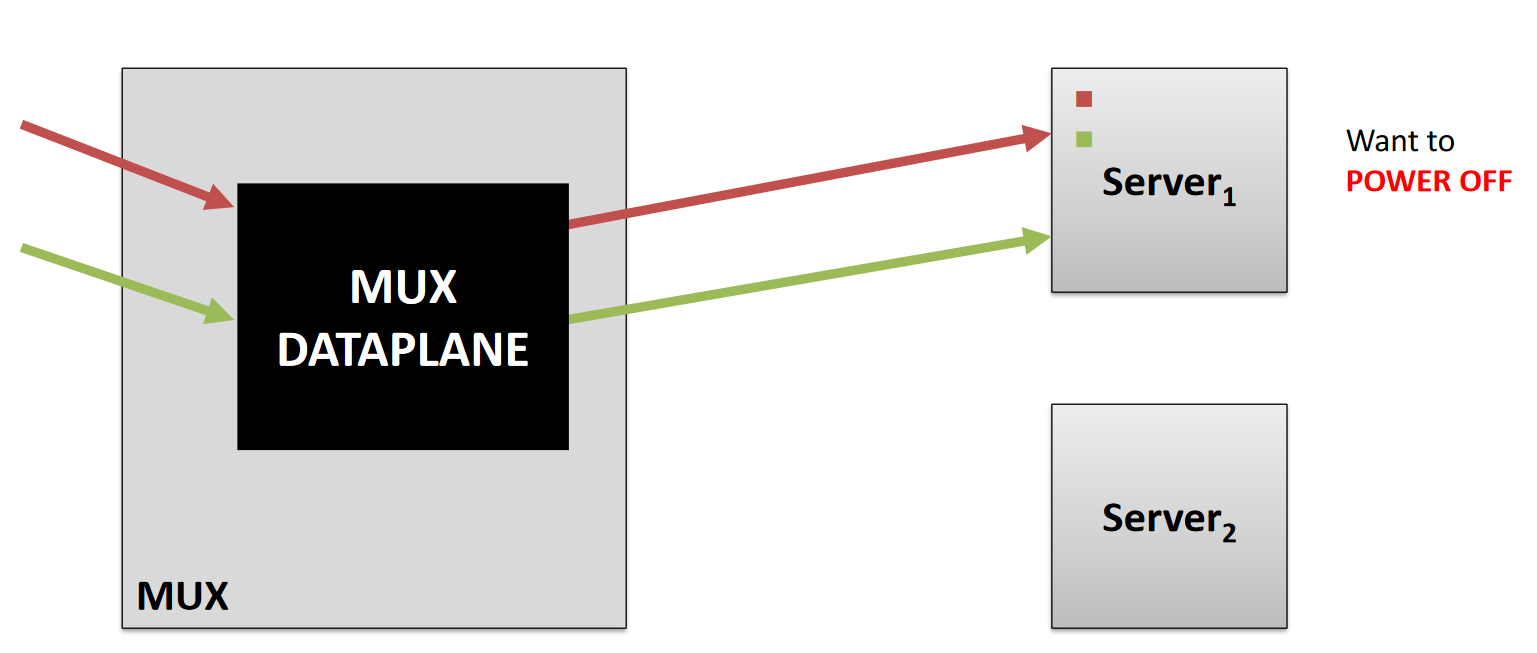 MUX
DATAPLANE
MUX
Server₁
Want to
POWER OFF
Server₂